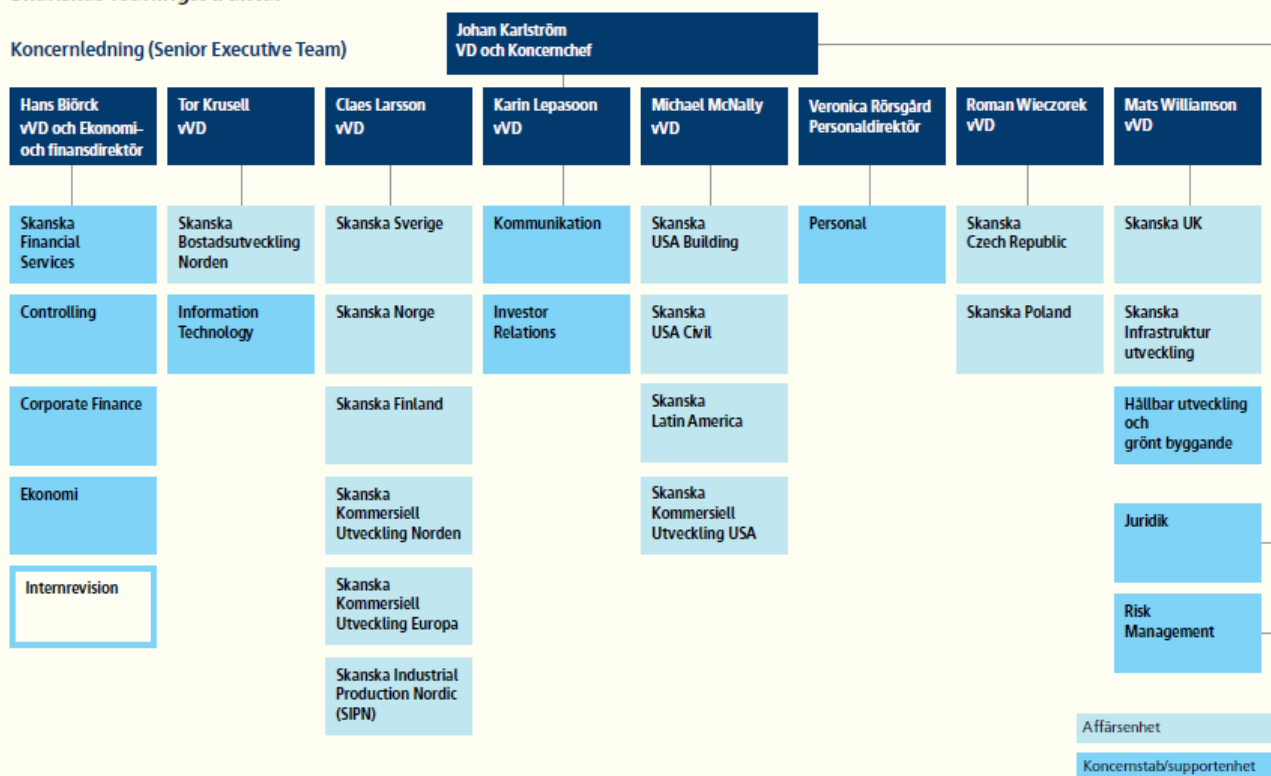 Koncernledning (Senior Executive Team)
Johan Karlström
VD och Koncernchef
Hans Biörck
vVD och Ekonomi-
och finansdirektör
Tor Krusell
vVD
Claes Larsson
vVD
Karin Lepasoon
vVD
Michael McNally
vVD
Veronica Rörsgård
Personaldirektör
Roman Wieczorek
vVD
Mats Williamson
vVD
Skanska
Financial
Services
Skanska
Bostadsutveckling
Norden
Skanska Sverige
Kommunikation
Skanska
USA Building
Personal
Skanska
Czech Republic
Skanska UK
Controlling
Information
Technology
Skanska Norge
Investor
Relations
Skanska
USA Civil
Skanska Poland
Skanska
Infrastruktur
utveckling
Corporate Finance
Skanska Finland
Skanska
Latin America
Hållbar utveckling
och
grönt byggande
Ekonomi
Skanska
Kommersiell
Utveckling Norden
Skanska
Kommersiell
Utveckling USA
Juridik
Internrevision
Skanska
Kommersiell
Utveckling Europa
Risk
Management
Skanska Industrial
Production Nordic
(SIPN)
Affärsenhet
Koncernstab/supportenhet